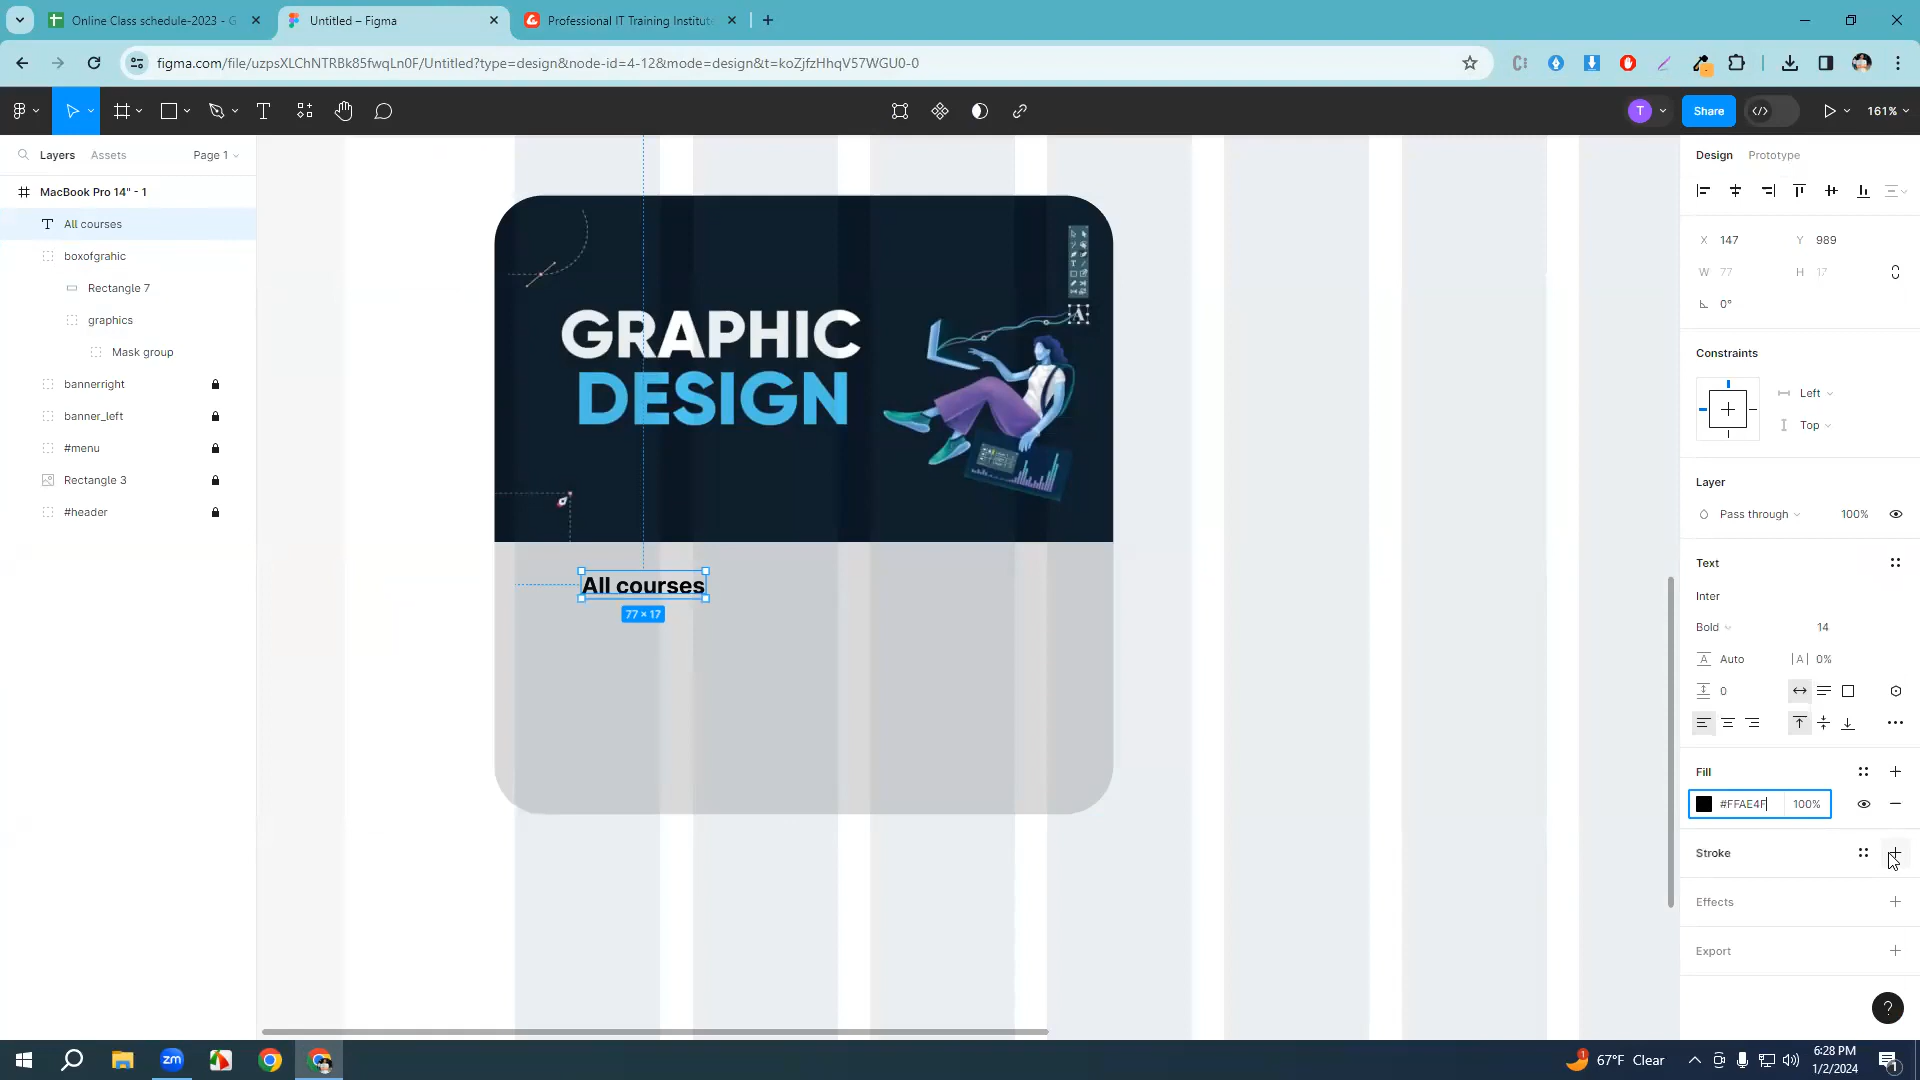 Online Class schedule-2023 - G
Untitled – Figma
Professional IT Training Institute
figma.com/file/uzpsXLChNTRBk85fwqLn0F/Untitled?type=design&node-id=4-12&mode=design&t=koZjfzHhqV57WGU0-0
T
Share
161%
Layers
Assets
Page 1
MacBook Pro 14" - 1
All courses
boxofgrahic
Rectangle 7
graphics
Mask group
bannerright
banner_left
#menu
Rectangle 3
#header
GRAPHIC
DESIGN
A
All courses
77 × 17
Design
Prototype
X 147
Y 989
W 77
H 17
0°
Constraints
Left
Top
Layer
Pass through
100%
Text
Inter
Bold
14
Auto
0%
0
Fill
#FFAE4F
100%
Stroke
Effects
Export
?
zm
67°F Clear
6:28 PM
1/2/2024
1